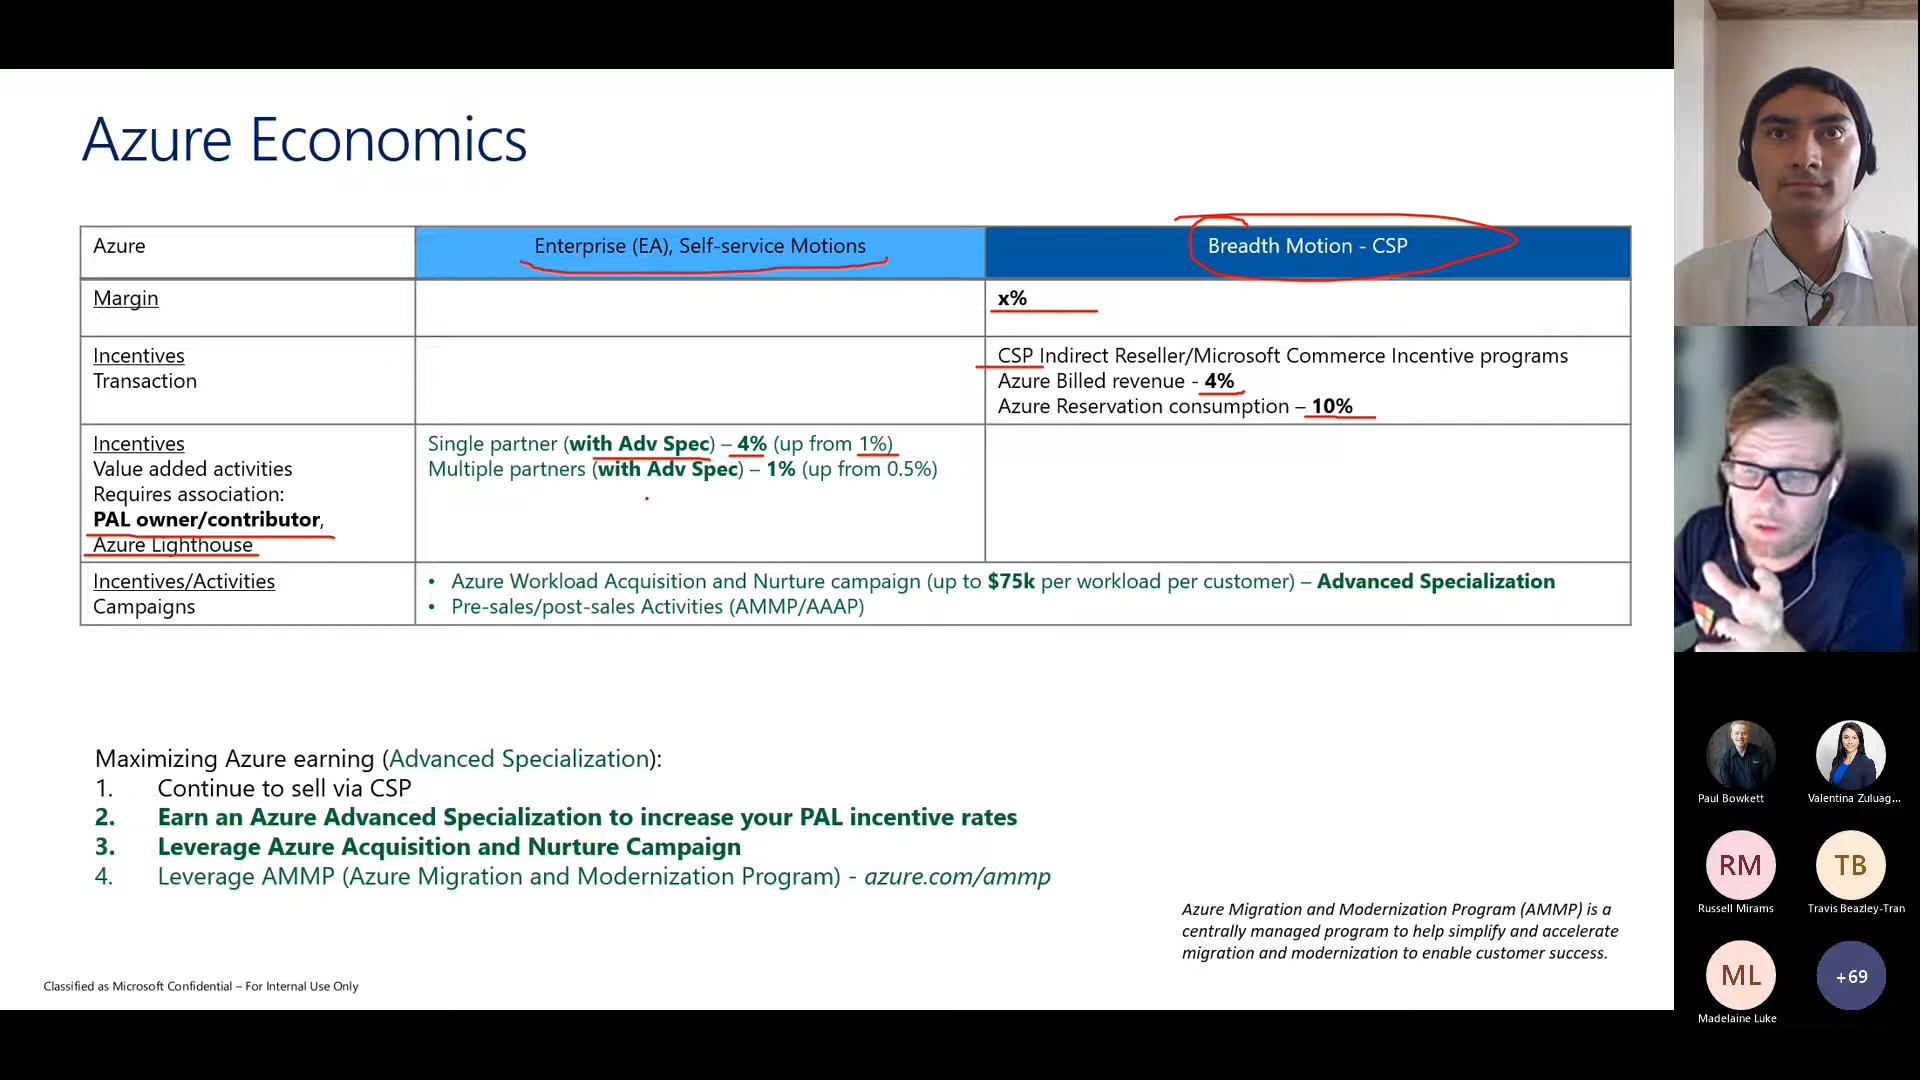 Azure Economics
Azure
Enterprise (EA), Self-service Motions
Breadth Motion - CSP
Margin
x%
Incentives
Transaction
CSP Indirect Reseller/Microsoft Commerce Incentive programs
Azure Billed revenue - 4%
Azure Reservation consumption – 10%
Incentives
Value added activities
Requires association:
PAL owner/contributor,
Azure Lighthouse
Single partner (with Adv Spec) – 4% (up from 1%)
Multiple partners (with Adv Spec) – 1% (up from 0.5%)
Incentives/Activities
Campaigns
• Azure Workload Acquisition and Nurture campaign (up to $75k per workload per customer) – Advanced Specialization
• Pre-sales/post-sales Activities (AMMP/AAAP)
Maximizing Azure earning (Advanced Specialization):
1. Continue to sell via CSP
2. Earn an Azure Advanced Specialization to increase your PAL incentive rates
3. Leverage Azure Acquisition and Nurture Campaign
4. Leverage AMMP (Azure Migration and Modernization Program) - azure.com/ammp
Azure Migration and Modernization Program (AMMP) is a
centrally managed program to help simplify and accelerate
migration and modernization to enable customer success.
Classified as Microsoft Confidential – For Internal Use Only
Paul Bowkett
Valentina Zuluag...
RM
TB
Russell Mirams
Travis Beazley-Tran
ML
+69
Madelaine Luke